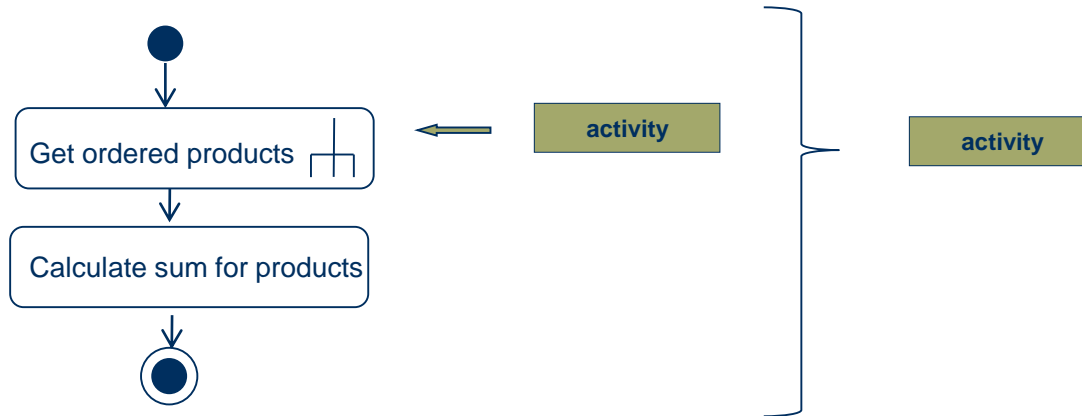 Get ordered products
activity
activity
Calculate sum for products